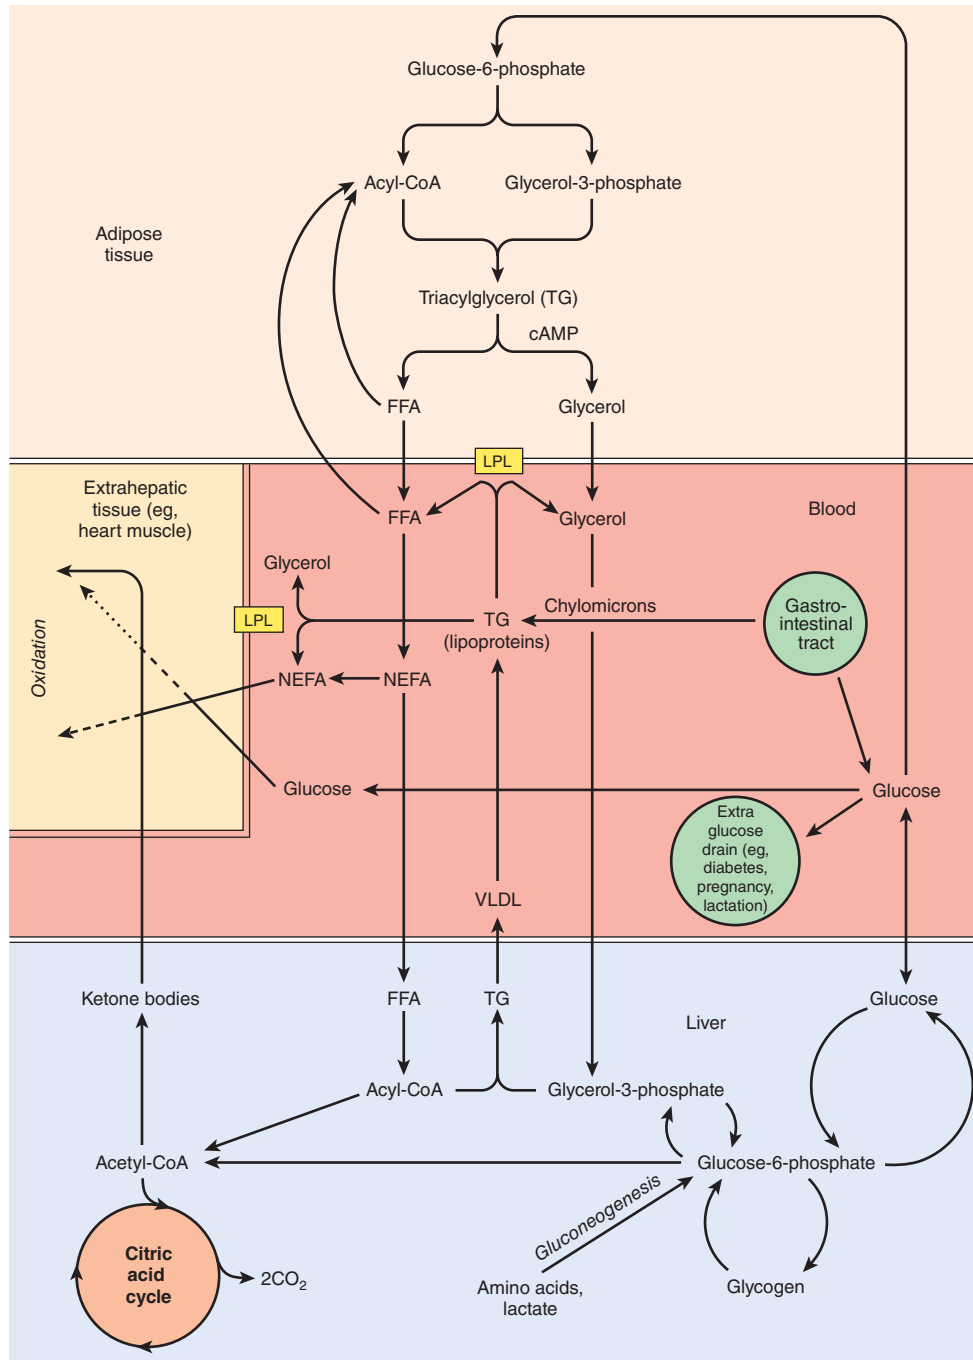 Glucose-6-phosphate
Acyl-CoA
Glycerol-3-phosphate
Adipose
tissue
Triacylglycerol (TG)
cAMP
FFA
Glycerol
LPL
Extrahepatic
tissue (eg,
heart muscle)
Blood
FFA
Glycerol
Glycerol
Chylomicrons
Gastro-
intestinal
tract
LPL
TG
(lipoproteins)
Oxidation
NEFA
NEFA
Glucose
Glucose
Extra
glucose
drain (eg,
diabetes,
pregnancy,
lactation)
VLDL
Ketone bodies
FFA
TG
Liver
Glucose
Acyl-CoA
Glycerol-3-phosphate
Acetyl-CoA
Glucose-6-phosphate
Gluconeogenesis
Citric
acid
cycle
2CO₂
Amino acids,
lactate
Glycogen